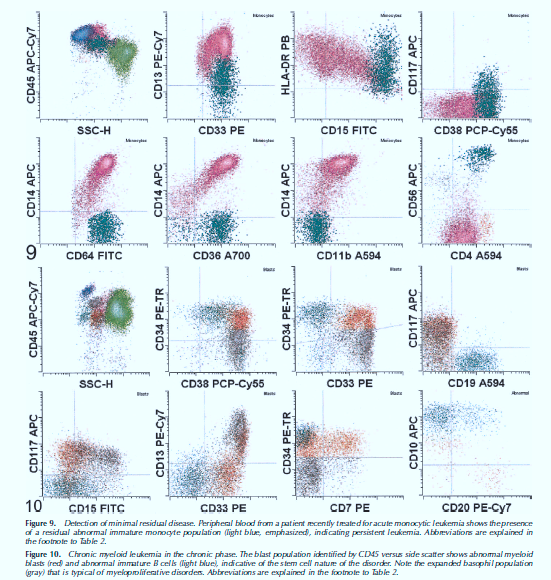 Monocytes
Monocytes
Monocytes
CD45 APC-Cy7
CD13 PE-Cy7
HLA-DR PB
CD117 APC
SSC-H
CD33 PE
CD15 FITC
CD38 PCP-Cy55
Monocytes
Monocytes
Monocytes
Monocytes
CD14 APC
CD14 APC
CD14 APC
CD56 APC
9
CD64 FITC
CD36 A700
CD11b A594
CD4 A594
Blasts
Blasts
Blasts
CD45 APC-Cy7
CD34 PE-TR
CD34 PE-TR
CD117 APC
SSC-H
CD38 PCP-Cy55
CD33 PE
CD19 A594
Blasts
Blasts
Blasts
Abnormal
CD117 APC
CD13 PE-Cy7
CD34 PE-TR
CD10 APC
10
CD15 FITC
CD33 PE
CD7 PE
CD20 PE-Cy7
Figure 9. Detection of minimal residual disease. Peripheral blood from a patient recently treated for acute monocytic leukemia shows the presence
of a residual abnormal immature monocyte population (light blue, emphasized), indicating persistent leukemia. Abbreviations are explained in
the footnote to Table 2.
Figure 10. Chronic myeloid leukemia in the chronic phase. The blast population identified by CD45 versus side scatter shows abnormal myeloid
blasts (red) and abnormal immature B cells (light blue), indicative of the stem cell nature of the disorder. Note the expanded basophil population
(gray) that is typical of myeloproliferative disorders. Abbreviations are explained in the footnote to Table 2.